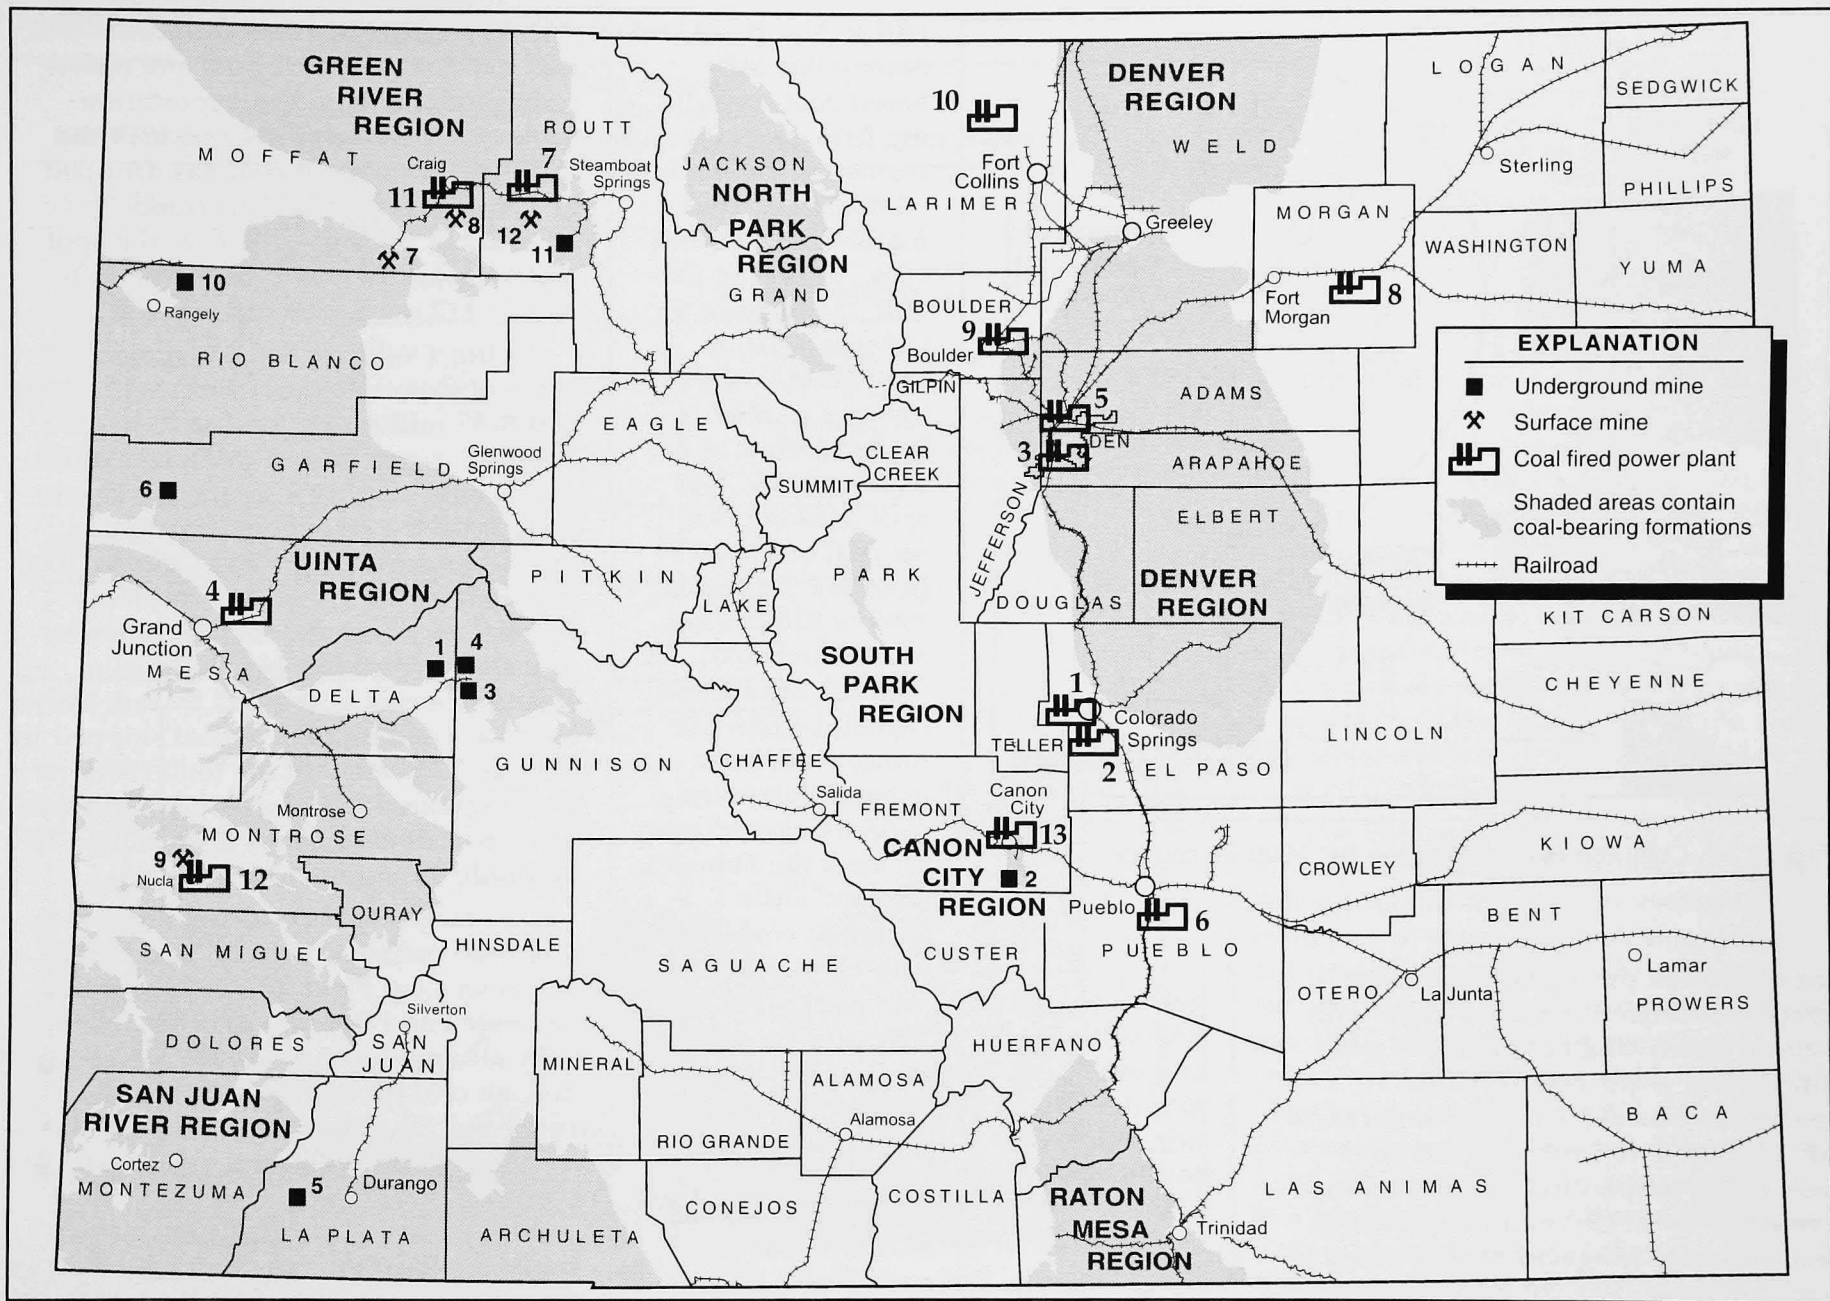 GREEN
RIVER
REGION
MOFFAT
Craig
11
8
7
ROUTT
7
Steamboat
Springs
12
11
JACKSON
NORTH
PARK
REGION
GRAND
10
Fort
Collins
LARIMER
DENVER
REGION
WELD
Greeley
LOGAN
SEDGWICK
Sterling
PHILLIPS
MORGAN
WASHINGTON
YUMA
Fort
Morgan
8
10
Rangely
RIO BLANCO
BOULDER
9
Boulder
GILPIN
5
ADAMS
DEN
3
ARAPAHOE
EXPLANATION
Underground mine
Surface mine
Coal fired power plant
Shaded areas contain
coal-bearing formations
Railroad
EAGLE
Glenwood
Springs
GARFIELD
6
CLEAR
CREEK
SUMMIT
JEFFERSON
ELBERT
UINTA
REGION
4
Grand
Junction
MESA
PITKIN
LAKE
PARK
DOUGLAS
DENVER
REGION
KIT CARSON
1
4
3
DELTA
SOUTH
PARK
REGION
1
Colorado
Springs
TELLER
2
EL PASO
LINCOLN
CHEYENNE
GUNNISON
CHAFFEE
Salida
FREMONT
Canon
City
13
CANON
CITY
REGION
2
Montrose
MONTROSE
9
Nucla
12
KIOWA
CROWLEY
Pueblo
6
PUEBLO
BENT
OURAY
HINSDALE
SAN MIGUEL
SAGUACHE
CUSTER
OTERO
La Junta
Lamar
PROWERS
Silverton
DOLORES
SAN
JUAN
MINERAL
HUERFANO
ALAMOSA
SAN JUAN
RIVER REGION
Cortez
MONTEZUMA
5
Durango
LA PLATA
ARCHULETA
RIO GRANDE
Alamosa
CONEJOS
COSTILLA
RATON
MESA
REGION
Trinidad
LAS ANIMAS
BACA